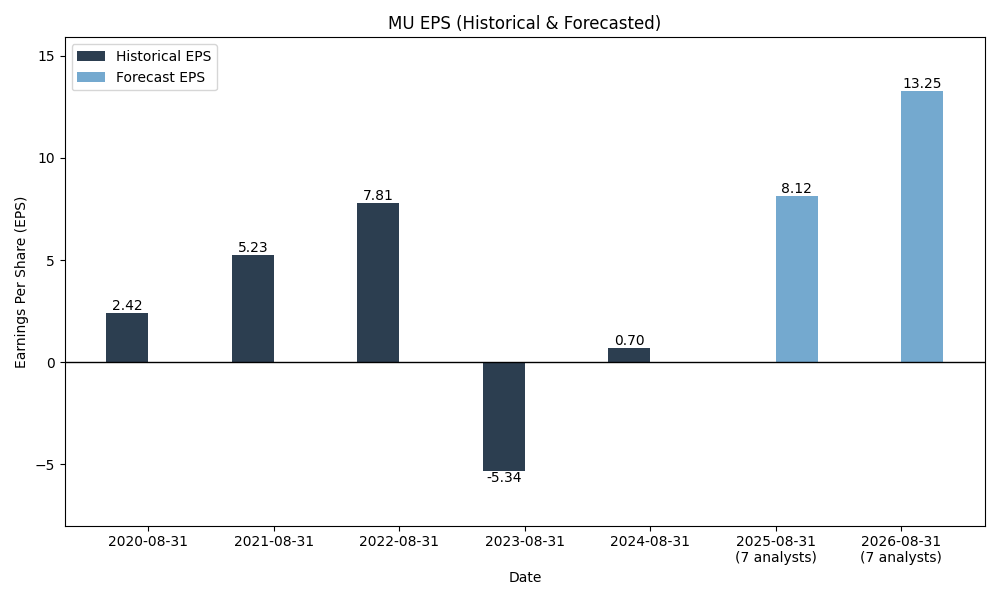 MU EPS (Historical & Forecasted)
Historical EPS
Forecast EPS
Earnings Per Share (EPS)
15
10
5
0
−5
2.42
5.23
7.81
-5.34
0.70
8.12
13.25
2020-08-31
2021-08-31
2022-08-31
2023-08-31
2024-08-31
2025-08-31
(7 analysts)
2026-08-31
(7 analysts)
Date